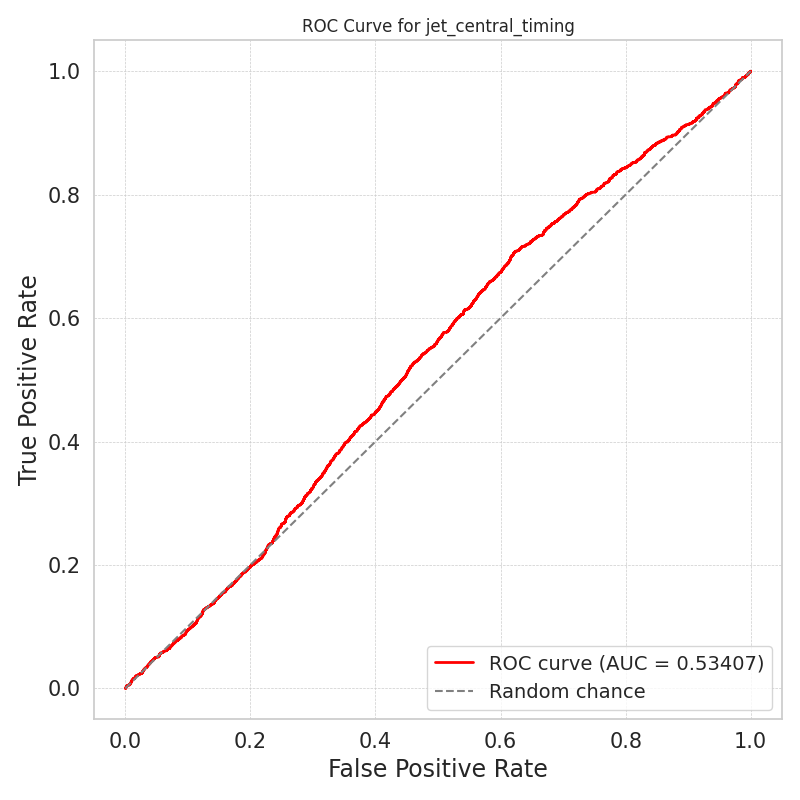 ROC Curve for jet_central_timing
1.0
0.8
0.6
0.4
0.2
0.0
True Positive Rate
ROC curve (AUC = 0.53407)
Random chance
0.0 0.2 0.4 0.6 0.8 1.0
False Positive Rate